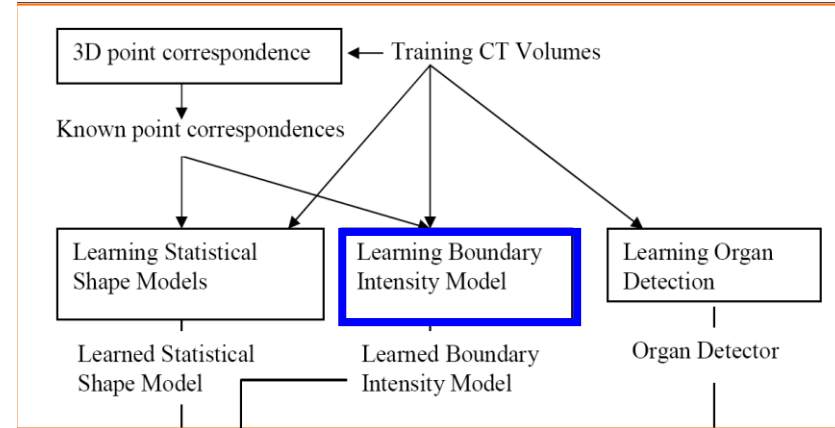 3D point correspondence
Training CT Volumes
Known point correspondences
Learning Statistical
Shape Models
Learning Boundary
Intensity Model
Learning Organ
Detection
Learned Statistical
Shape Model
Learned Boundary
Intensity Model
Organ Detector